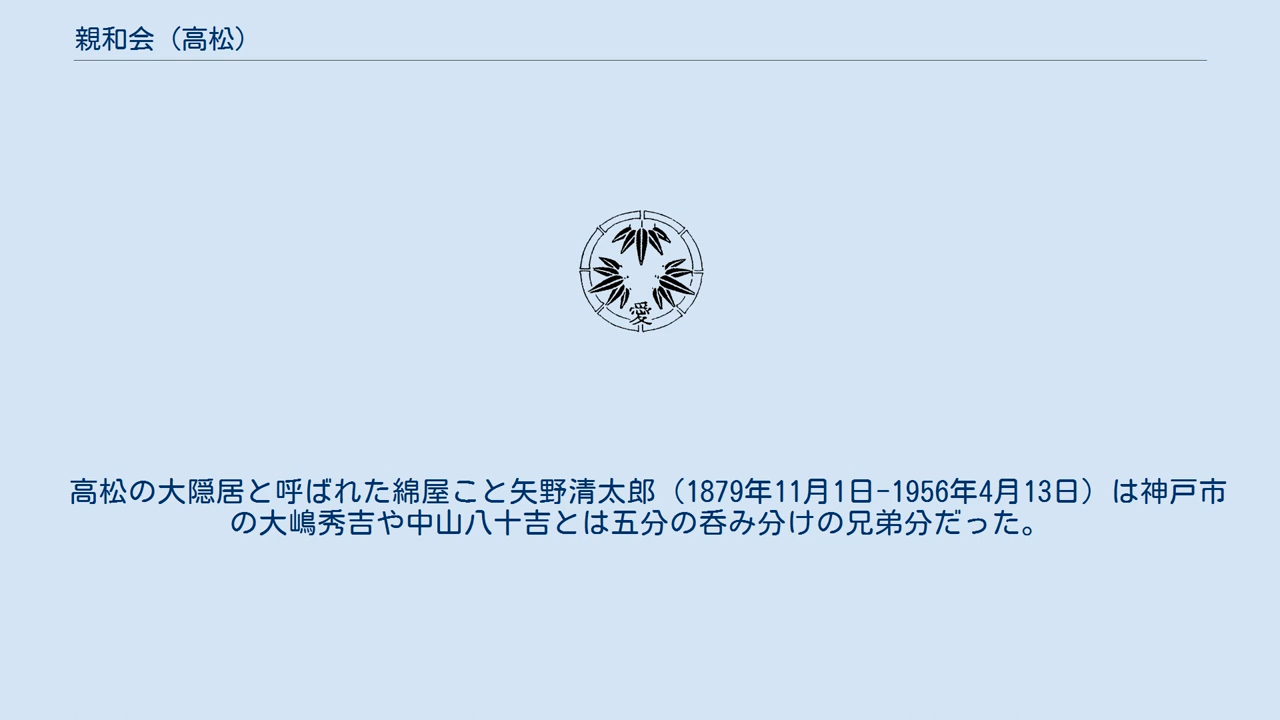 親和会（高松）
愛
高松の大隠居と呼ばれた綿屋こと矢野清太郎（1879年11月1日-1956年4月13日）は神戸市
の大嶋秀吉や中山八十吉とは五分の呑み分けの兄弟分だった。